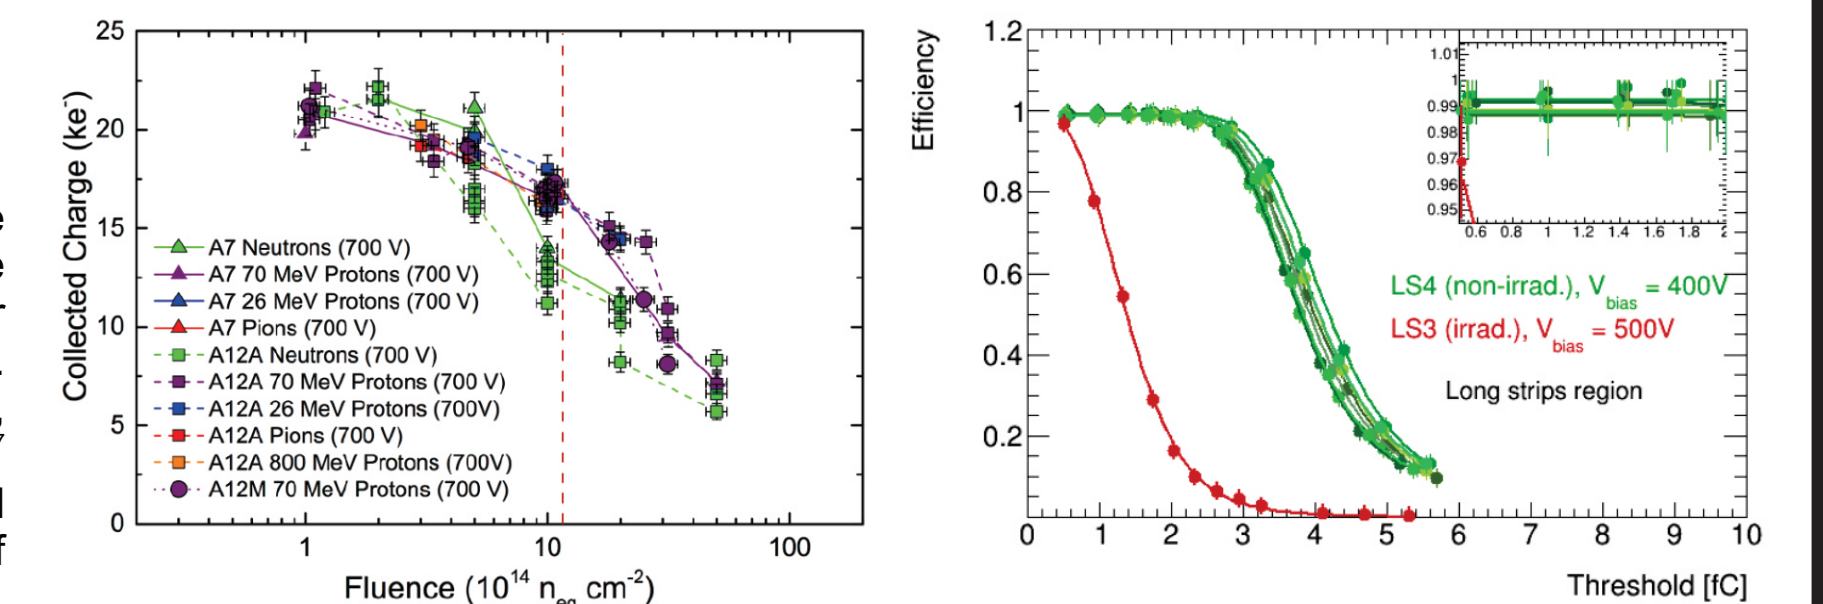 25
20
15
10
5
0
Collected Charge (ke⁻)
A7 Neutrons (700 V)
A7 70 MeV Protons (700 V)
A7 26 MeV Protons (700 V)
A7 Pions (700 V)
A12A Neutrons (700 V)
A12A 70 MeV Protons (700 V)
A12A 26 MeV Protons (700V)
A12A Pions (700 V)
A12A 800 MeV Protons (700V)
A12M 70 MeV Protons (700 V)
1 10 100
Fluence (10¹⁴ n_eq cm⁻²)
Efficiency
1.2
1
0.8
0.6
0.4
0.2
1.01
1
0.99
0.98
0.97
0.96
0.95
0.6 0.8 1 1.2 1.4 1.6 1.8 2
LS4 (non-irrad.), V_bias = 400V
LS3 (irrad.), V_bias = 500V
Long strips region
0 1 2 3 4 5 6 7 8 9 10
Threshold [fC]